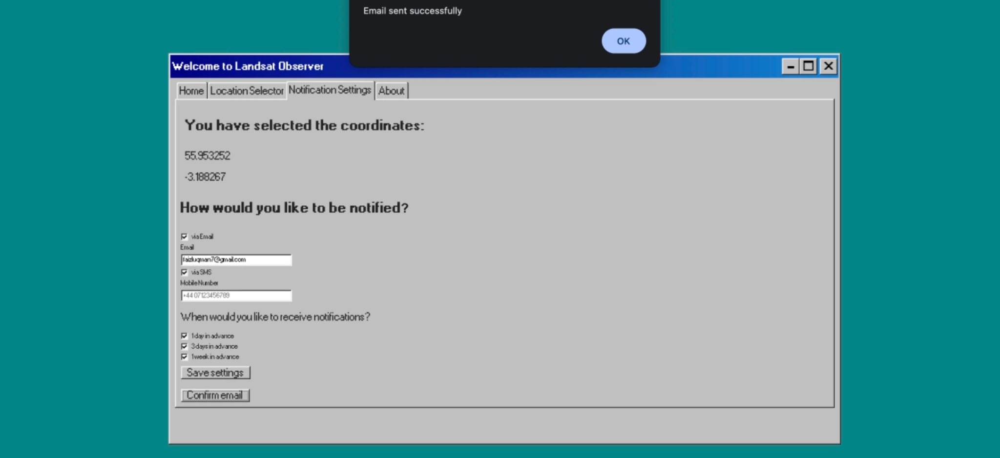 Email sent successfully
OK
Welcome to Landsat Observer
Home Location Selector Notification Settings About
You have selected the coordinates:
55.953252
-3.188267
How would you like to be notified?
via Email
Email
faizluqman7@gmail.com
via SMS
Mobile Number
+44 07123456789
When would you like to receive notifications?
1 day in advance
3 days in advance
1 week in advance
Save settings
Confirm email